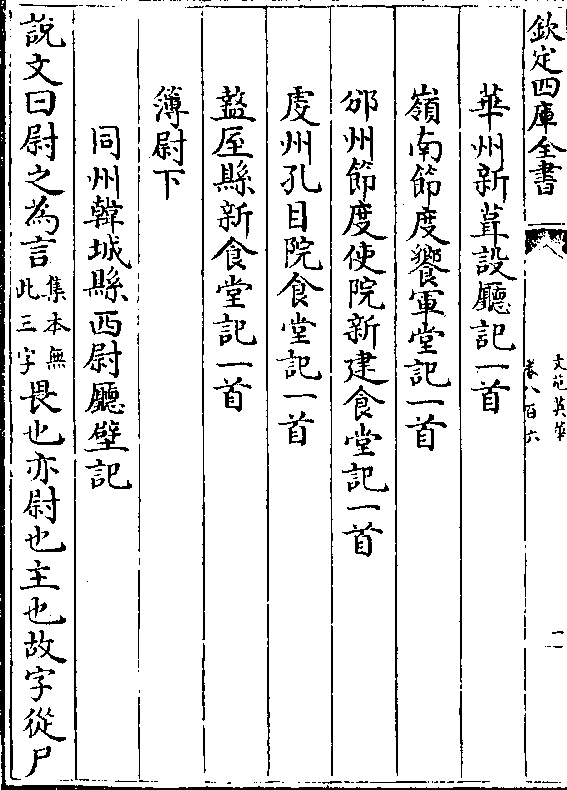 欽定四庫全書
文苑英華
卷八百六
二
華州新葺設廳記一首
嶺南節度饗軍堂記一首
邠州節度使院新建食堂記一首
虔州孔目院食堂記一首
盩厔縣新食堂記一首
簿尉下
同州韓城縣西尉廳壁記
說文曰尉之為言集本無此三字畏也亦尉也主也故字從尸